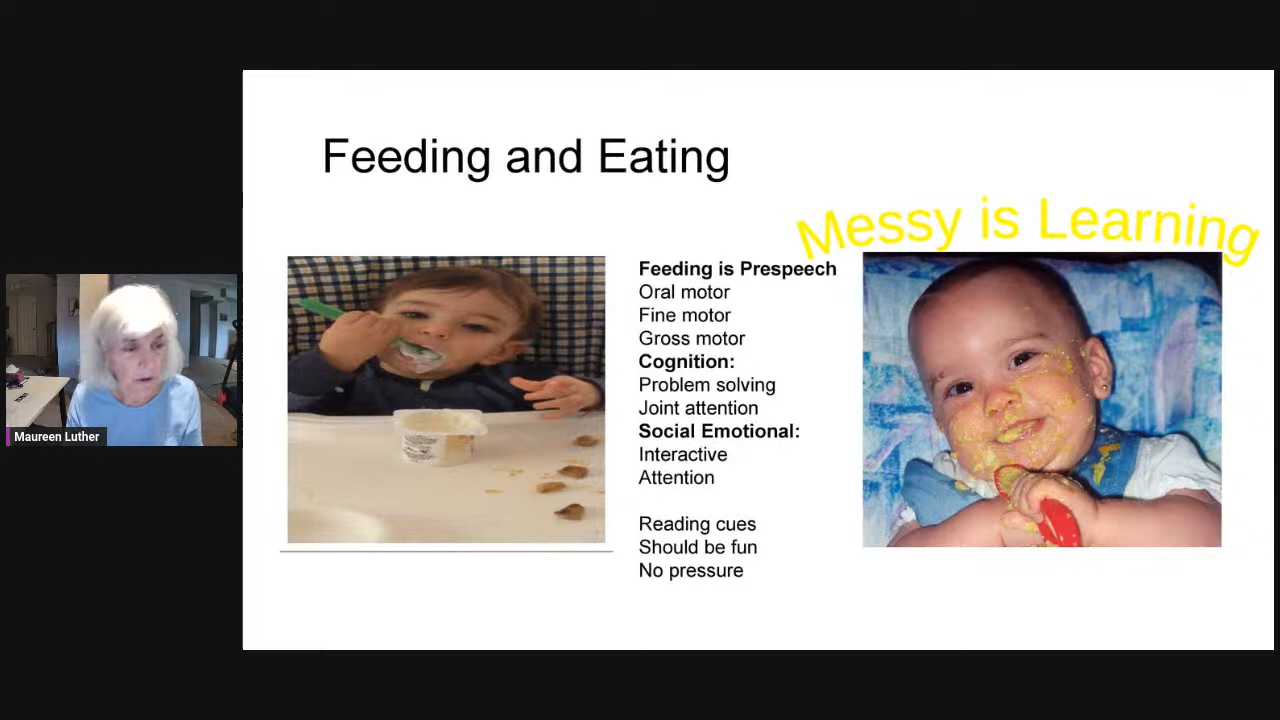 Feeding and Eating
Messy is Learning
Feeding is Prespeech
Oral motor
Fine motor
Gross motor
Cognition:
Problem solving
Joint attention
Social Emotional:
Interactive
Attention
Reading cues
Should be fun
No pressure
Maureen Luther